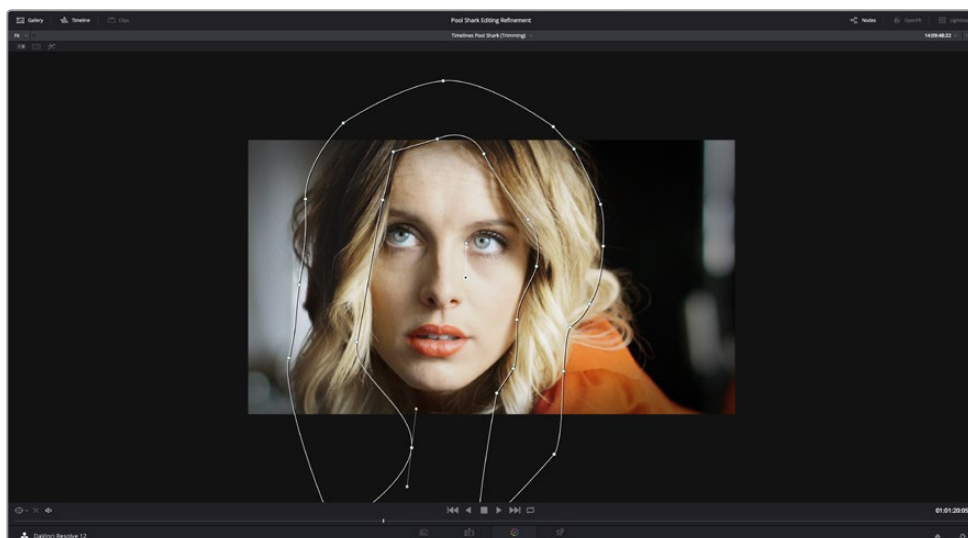 Gallery Timeline Clips Pool Shark Editing Refinement Nodes OpenFX Lightbox
Fit Timelines Pool Shark (Trimming) 14:09:48:22
01:01:20:05
DaVinci Resolve 12